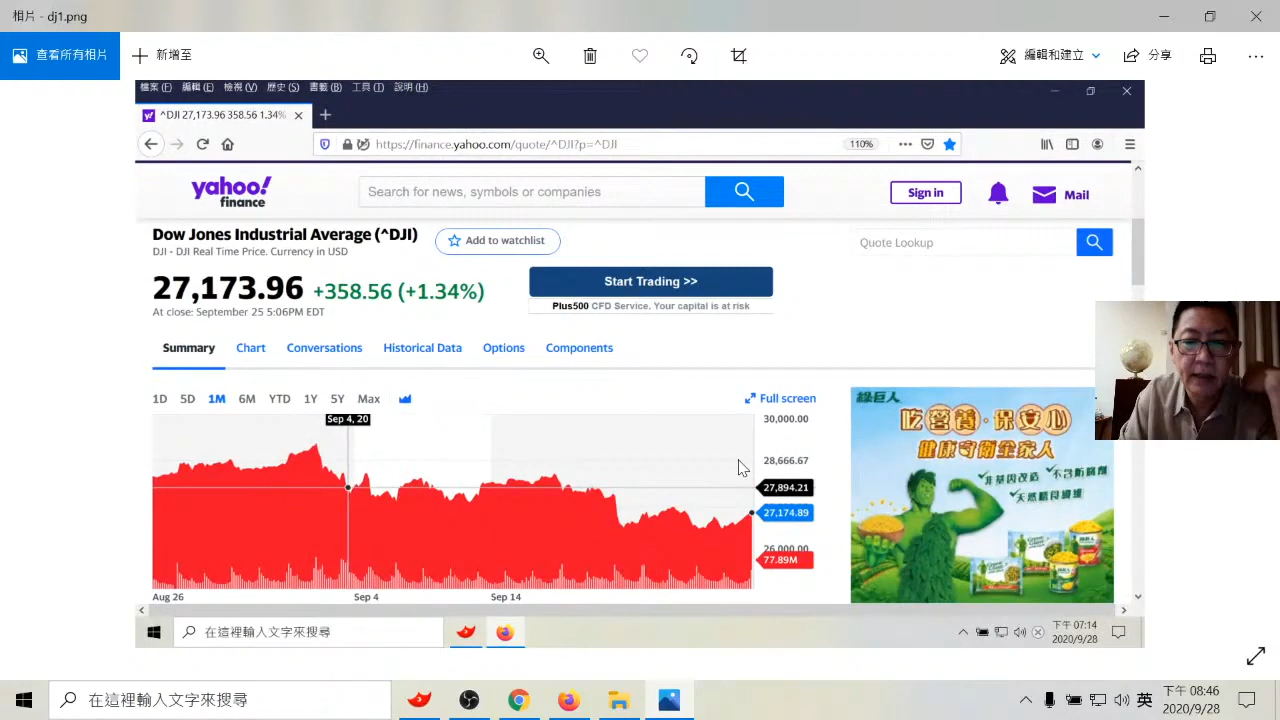 相片 - dj1.png
查看所有相片
新增至
編輯和建立
分享
檔案 (F) 編輯 (E) 檢視 (V) 歷史 (S) 書籤 (B) 工具 (T) 說明 (H)
^DJI 27,173.96 358.56 1.34%
https://finance.yahoo.com/quote/^DJI?p=^DJI
110%
yahoo!
finance
Search for news, symbols or companies
Sign in
Mail
Dow Jones Industrial Average (^DJI)
Add to watchlist
DJI - DJI Real Time Price. Currency in USD
Quote Lookup
27,173.96 +358.56 (+1.34%)
At close: September 25 5:06PM EDT
Start Trading >>
Plus500 CFD Service. Your capital is at risk
Summary Chart Conversations Historical Data Options Components
1D 5D 1M 6M YTD 1Y 5Y Max
Full screen
Sep 4, 20
30,000.00
28,666.67
27,894.21
27,174.89
26,000.00
77.89M
Aug 26 Sep 4 Sep 14
綠巨人
吃營養·保安心
健康守衛全家人
非基因改造
不含防腐劑
天然膳食纖維
在這裡輸入文字來搜尋
下午 07:14
2020/9/28
在這裡輸入文字來搜尋
英
下午 08:46
2020/9/28